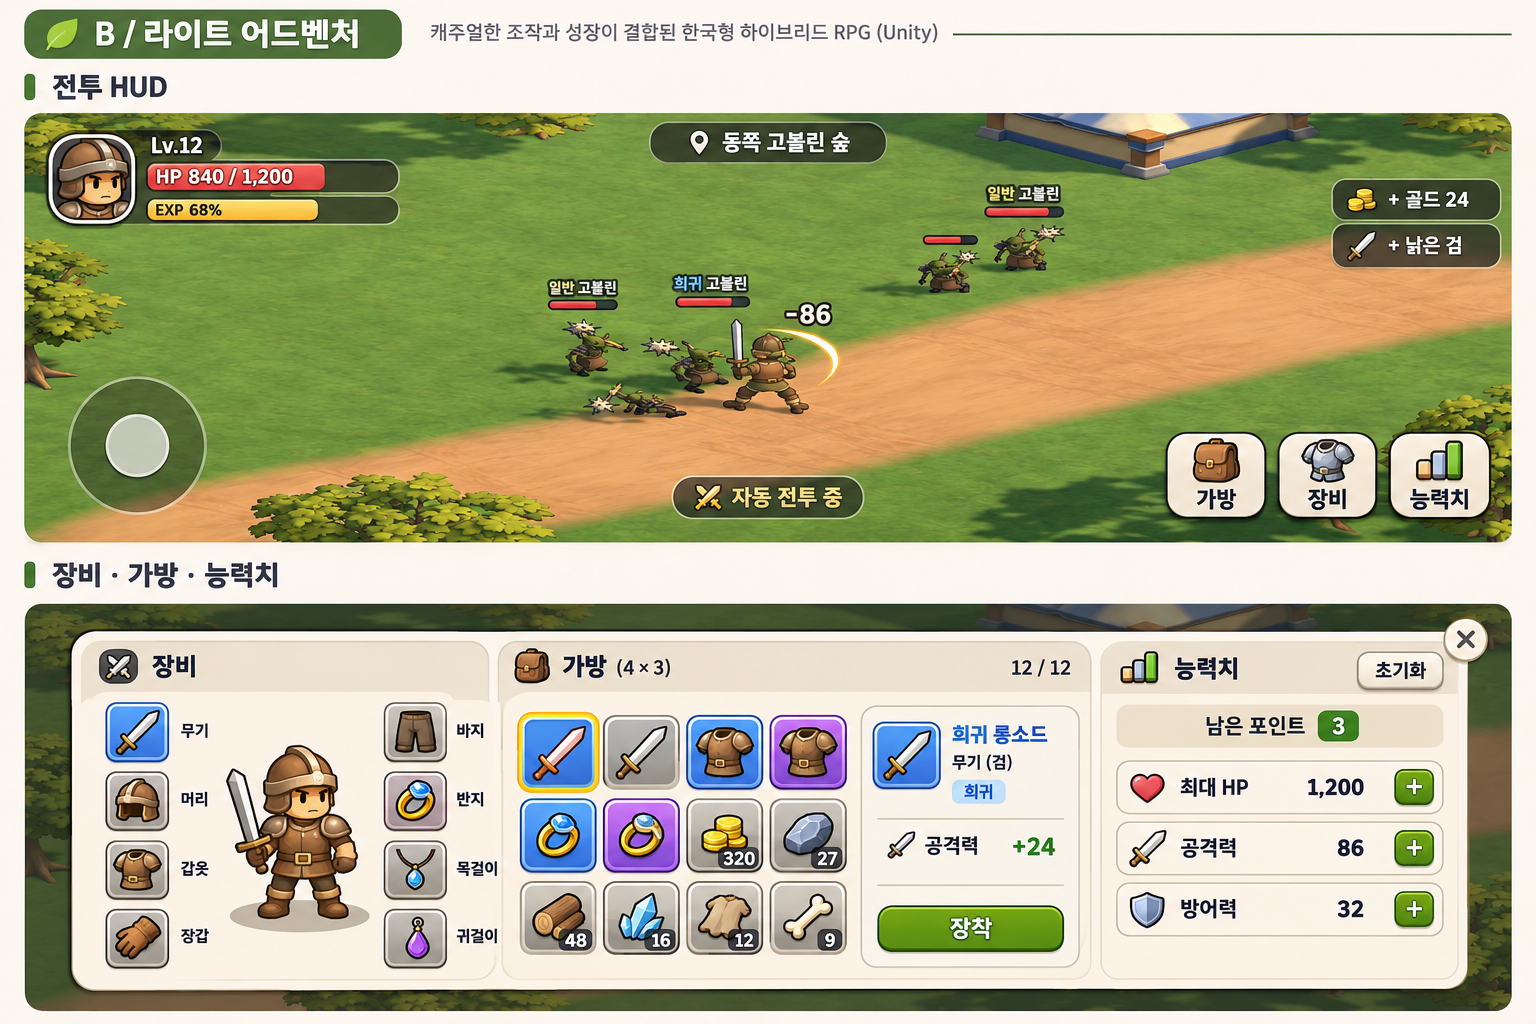 B / 라이트 어드벤처
캐주얼한 조작과 성장이 결합된 한국형 하이브리드 RPG (Unity)
전투 HUD
Lv.12
HP 840 / 1,200
EXP 68%
동쪽 고블린 숲
+ 골드 24
+ 낡은 검
일반 고블린
일반 고블린
희귀 고블린
-86
자동 전투 중
가방
장비
능력치
장비 · 가방 · 능력치
장비
무기
머리
갑옷
장갑
바지
반지
목걸이
귀걸이
가방 (4 × 3)
12 / 12
320
27
48
16
12
9
희귀 롱소드
무기 (검)
희귀
공격력 +24
장착
능력치
초기화
남은 포인트 3
최대 HP 1,200 +
공격력 86 +
방어력 32 +